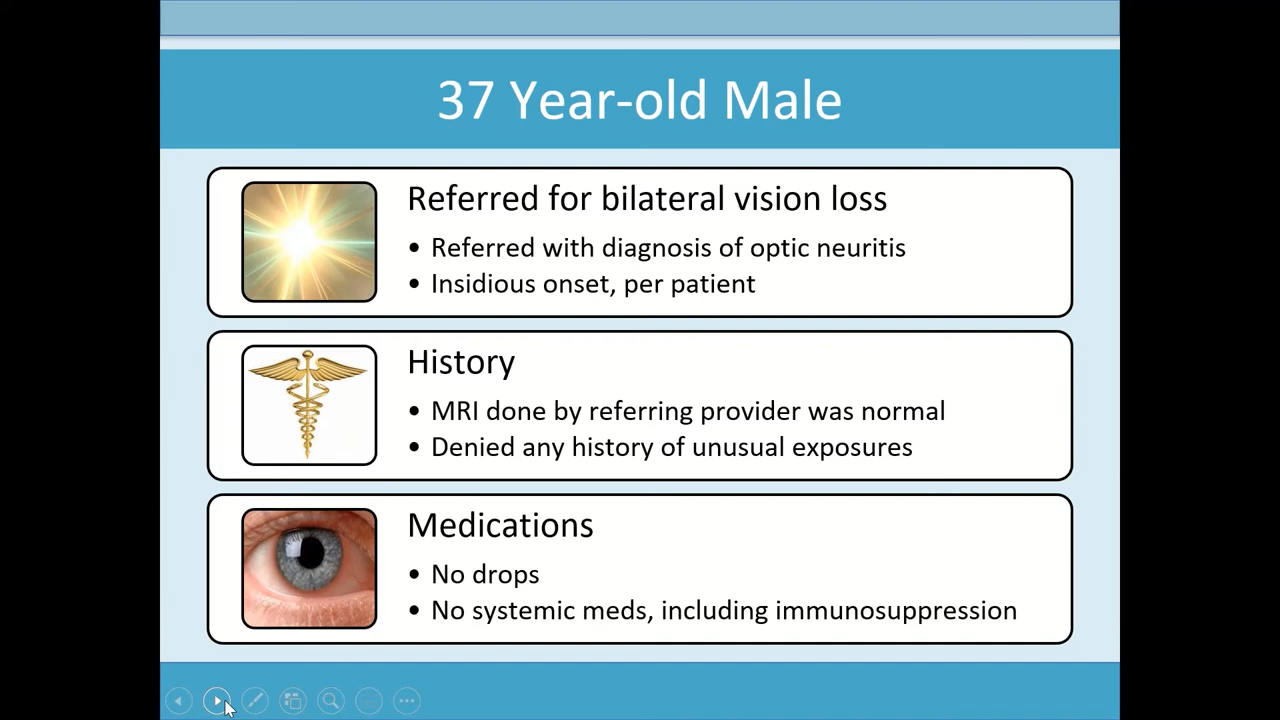 37 Year-old Male
Referred for bilateral vision loss
• Referred with diagnosis of optic neuritis
• Insidious onset, per patient
History
• MRI done by referring provider was normal
• Denied any history of unusual exposures
Medications
• No drops
• No systemic meds, including immunosuppression